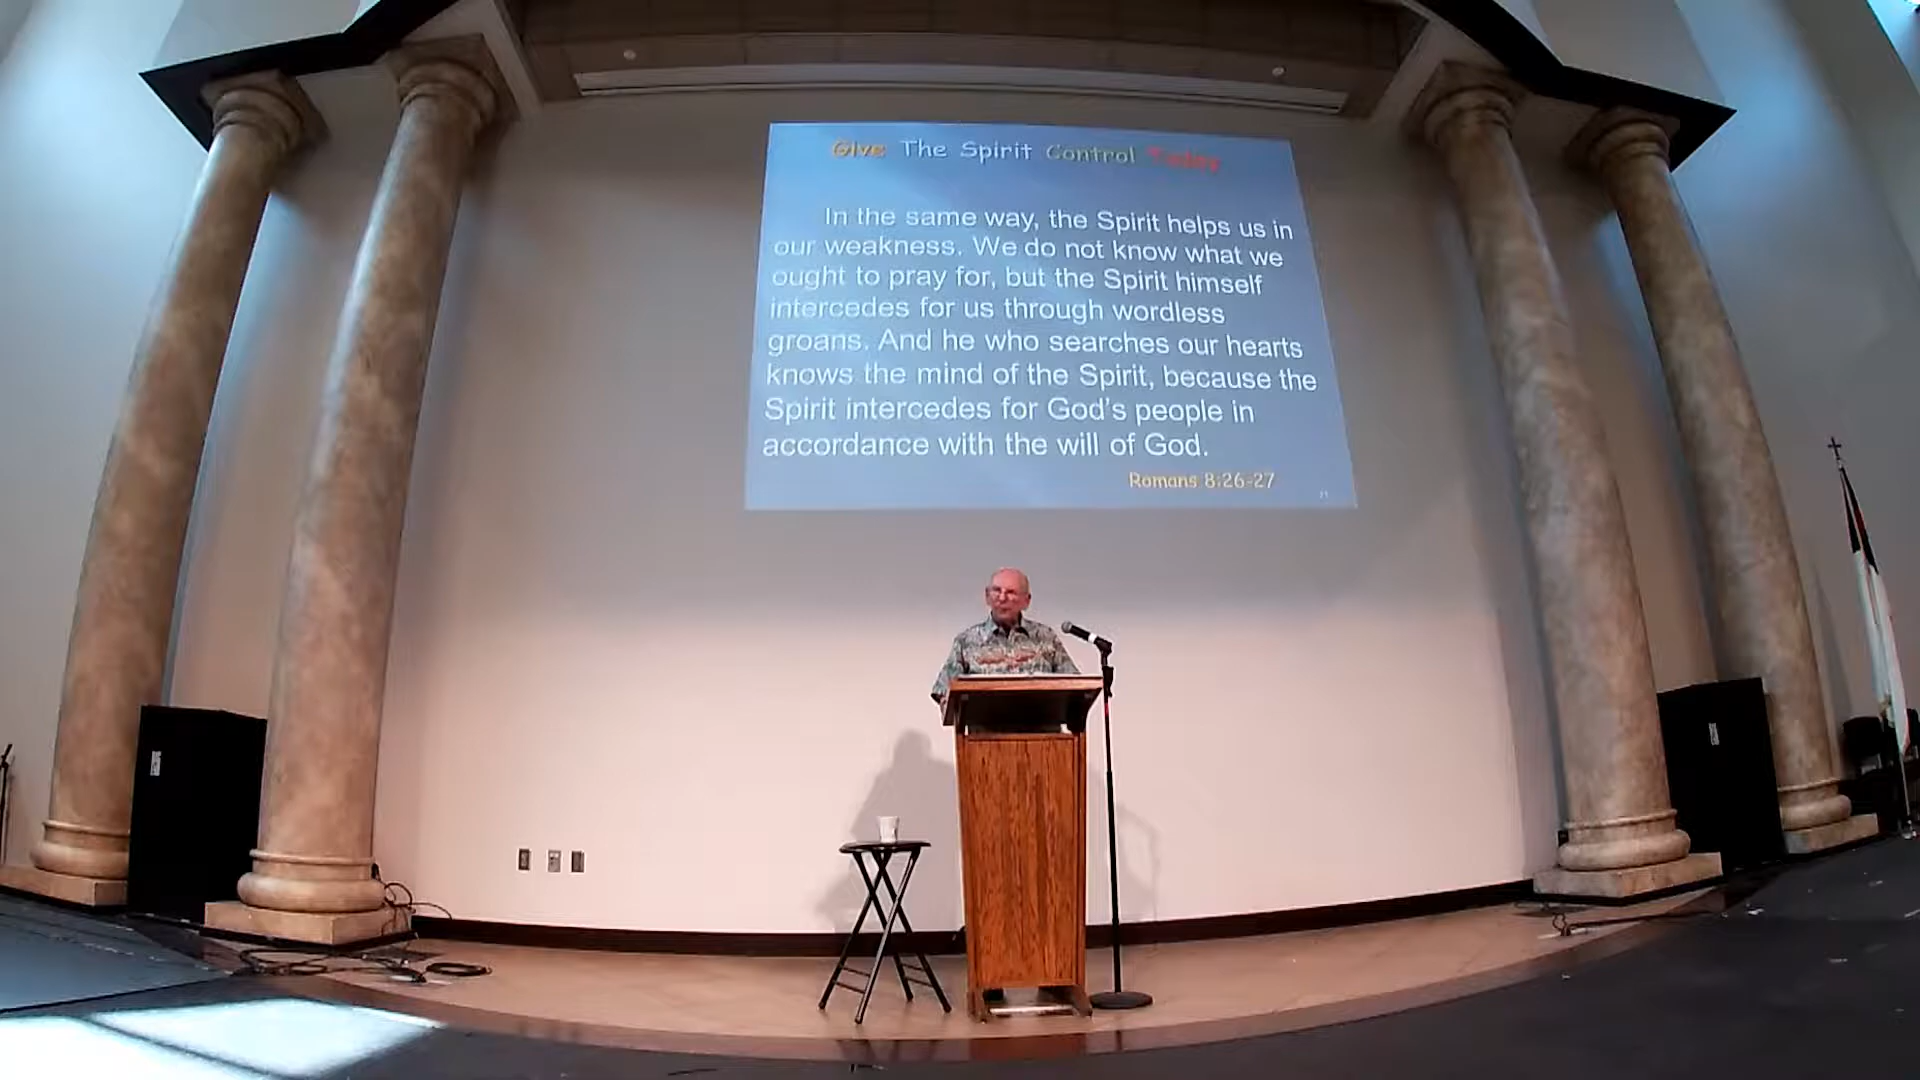 Give The Spirit Control Today
In the same way, the Spirit helps us in
our weakness. We do not know what we
ought to pray for, but the Spirit himself
intercedes for us through wordless
groans. And he who searches our hearts
knows the mind of the Spirit, because the
Spirit intercedes for God's people in
accordance with the will of God.
Romans 8:26-27